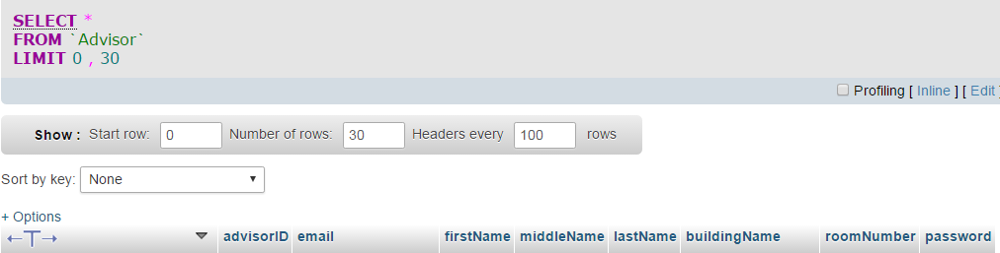 SELECT *
FROM `Advisor`
LIMIT 0 , 30
Profiling [ Inline ] [ Edit ]
Show : Start row: 0 Number of rows: 30 Headers every 100 rows
Sort by key: None
+ Options
←T→ advisorID email firstName middleName lastName buildingName roomNumber password